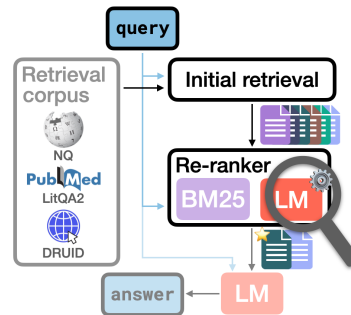 query
Retrieval
corpus
NQ
PubMed
LitQA2
DRUID
Initial retrieval
Re-ranker
BM25
LM
answer
LM